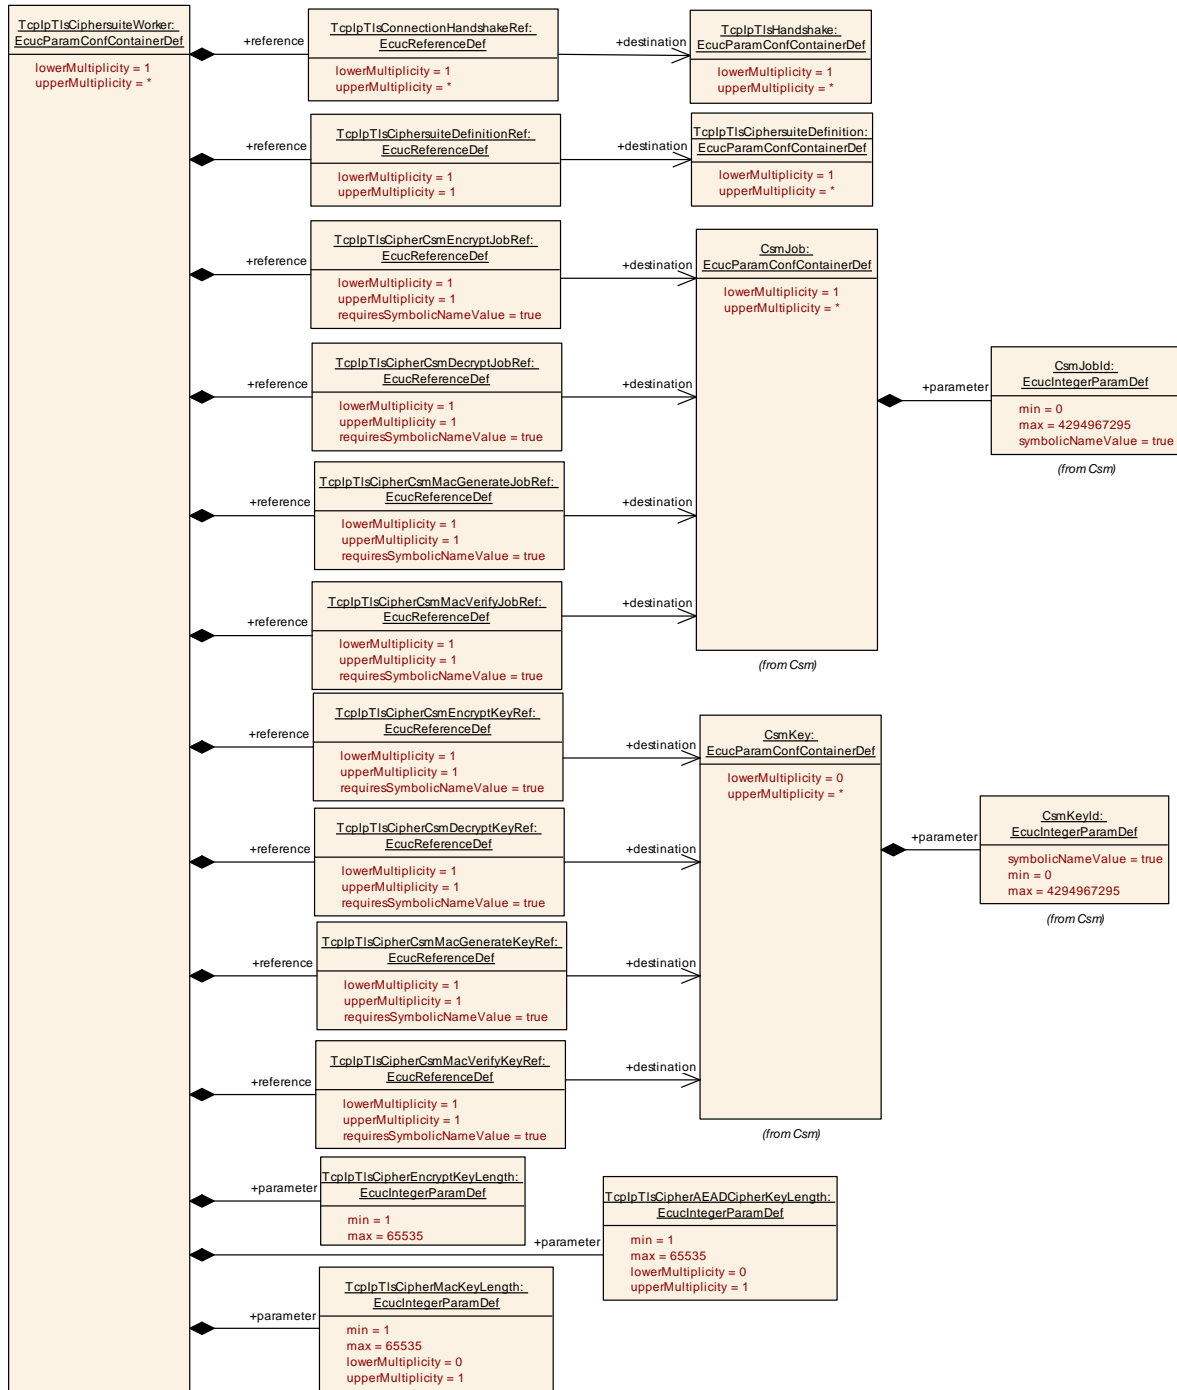 TcpIpTlsCiphersuiteWorker:
EcucParamConfContainerDef
lowerMultiplicity = 1
upperMultiplicity = *
+reference
TcpIpTlsConnectionHandshakeRef:
EcucReferenceDef
lowerMultiplicity = 1
upperMultiplicity = *
+destination
TcpIpTlsHandshake:
EcucParamConfContainerDef
lowerMultiplicity = 1
upperMultiplicity = *
+reference
TcpIpTlsCiphersuiteDefinitionRef:
EcucReferenceDef
lowerMultiplicity = 1
upperMultiplicity = 1
+destination
TcpIpTlsCiphersuiteDefinition:
EcucParamConfContainerDef
lowerMultiplicity = 1
upperMultiplicity = *
+reference
TcpIpTlsCipherCsmEncryptJobRef:
EcucReferenceDef
lowerMultiplicity = 1
upperMultiplicity = 1
requiresSymbolicNameValue = true
+destination
CsmJob:
EcucParamConfContainerDef
lowerMultiplicity = 1
upperMultiplicity = *
(from Csm)
+parameter
CsmJobId:
EcucIntegerParamDef
min = 0
max = 4294967295
symbolicNameValue = true
(from Csm)
+reference
TcpIpTlsCipherCsmDecryptJobRef:
EcucReferenceDef
lowerMultiplicity = 1
upperMultiplicity = 1
requiresSymbolicNameValue = true
+destination
+reference
TcpIpTlsCipherCsmMacGenerateJobRef:
EcucReferenceDef
lowerMultiplicity = 1
upperMultiplicity = 1
requiresSymbolicNameValue = true
+destination
+reference
TcpIpTlsCipherCsmMacVerifyJobRef:
EcucReferenceDef
lowerMultiplicity = 1
upperMultiplicity = 1
requiresSymbolicNameValue = true
+destination
+reference
TcpIpTlsCipherCsmEncryptKeyRef:
EcucReferenceDef
lowerMultiplicity = 1
upperMultiplicity = 1
requiresSymbolicNameValue = true
+destination
CsmKey:
EcucParamConfContainerDef
lowerMultiplicity = 0
upperMultiplicity = *
(from Csm)
+parameter
CsmKeyId:
EcucIntegerParamDef
symbolicNameValue = true
min = 0
max = 4294967295
(from Csm)
+reference
TcpIpTlsCipherCsmDecryptKeyRef:
EcucReferenceDef
lowerMultiplicity = 1
upperMultiplicity = 1
requiresSymbolicNameValue = true
+destination
+reference
TcpIpTlsCipherCsmMacGenerateKeyRef:
EcucReferenceDef
lowerMultiplicity = 1
upperMultiplicity = 1
requiresSymbolicNameValue = true
+destination
+reference
TcpIpTlsCipherCsmMacVerifyKeyRef:
EcucReferenceDef
lowerMultiplicity = 1
upperMultiplicity = 1
requiresSymbolicNameValue = true
+destination
+parameter
TcpIpTlsCipherEncryptKeyLength:
EcucIntegerParamDef
min = 1
max = 65535
+parameter
TcpIpTlsCipherAEADCipherKeyLength:
EcucIntegerParamDef
min = 1
max = 65535
lowerMultiplicity = 0
upperMultiplicity = 1
+parameter
TcpIpTlsCipherMacKeyLength:
EcucIntegerParamDef
min = 1
max = 65535
lowerMultiplicity = 0
upperMultiplicity = 1